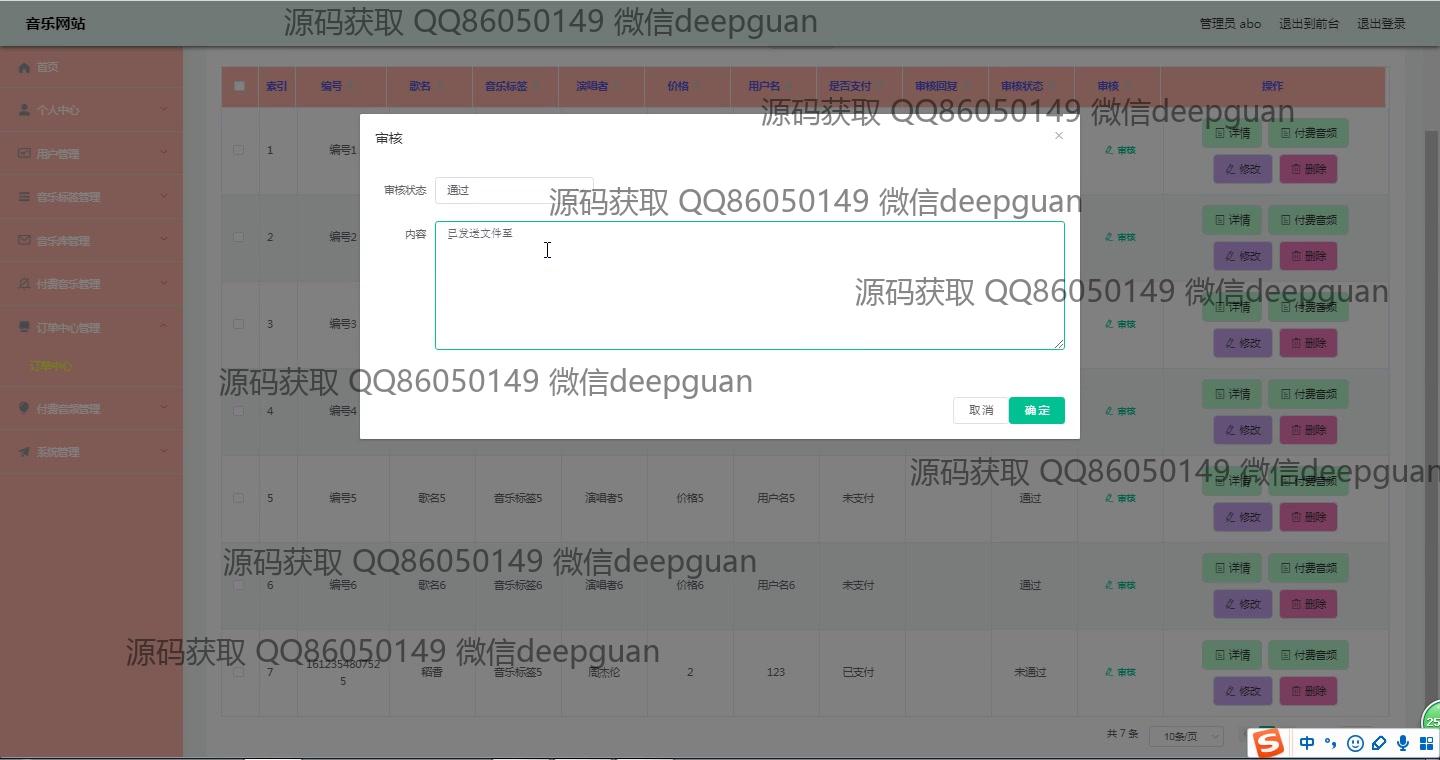 音乐网站
源码获取 QQ86050149 微信deepguan
管理员 abo 退出到前台 退出登录
首页
个人中心
用户管理
音乐标签管理
音乐库管理
付费音乐管理
订单中心管理
订单中心
付费音频管理
系统管理
索引 编号 歌名 音乐标签 演唱者 价格 用户名 是否支付 审核回复 审核状态 审核 操作
源码获取 QQ86050149 微信deepguan
审核
审核状态 通过
源码获取 QQ86050149 微信deepguan
内容 已发送文件至
源码获取 QQ86050149 微信deepguan
源码获取 QQ86050149 微信deepguan
取消 确定
1 编号1 审核 详情 付费音频
修改 删除
2 编号2 审核 详情 付费音频
修改 删除
3 编号3 审核 详情 付费音频
修改 删除
4 编号4 审核 详情 付费音频
修改 删除
源码获取 QQ86050149 微信deepguan
5 编号5 歌名5 音乐标签5 演唱者5 价格5 用户名5 未支付 通过 审核 详情 付费音频
修改 删除
源码获取 QQ86050149 微信deepguan
6 编号6 歌名6 音乐标签6 演唱者6 价格6 用户名6 未支付 通过 审核 详情 付费音频
修改 删除
源码获取 QQ86050149 微信deepguan
7 1612354807525 稻香 音乐标签5 周杰伦 2 123 已支付 未通过 审核 详情 付费音频
修改 删除
共 7 条 10条/页
25
中